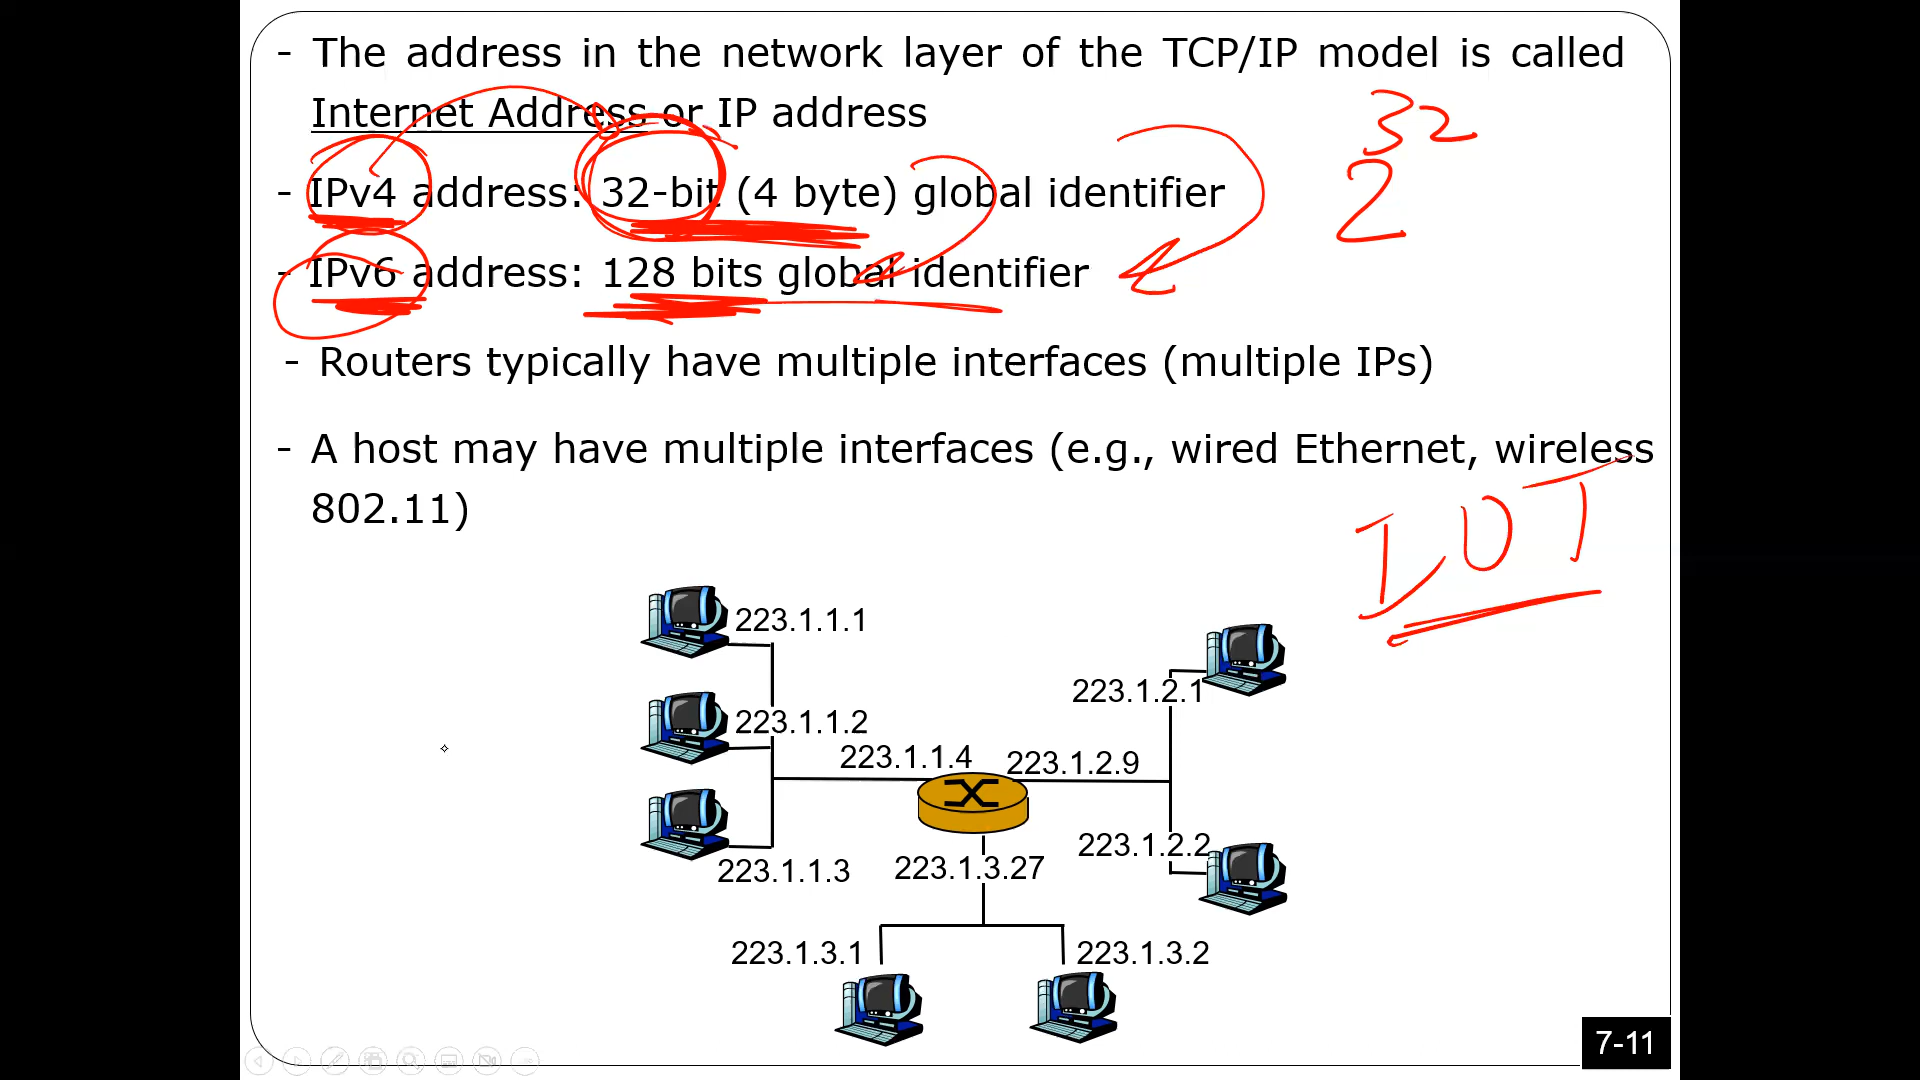 - The address in the network layer of the TCP/IP model is called
Internet Address or IP address
- IPv4 address: 32-bit (4 byte) global identifier
- IPv6 address: 128 bits global identifier
32
2
- Routers typically have multiple interfaces (multiple IPs)
- A host may have multiple interfaces (e.g., wired Ethernet, wireless
802.11)
IOT
223.1.1.1
223.1.2.1
223.1.1.2
223.1.1.4
223.1.2.9
223.1.2.2
223.1.1.3
223.1.3.27
223.1.3.1
223.1.3.2
7-11